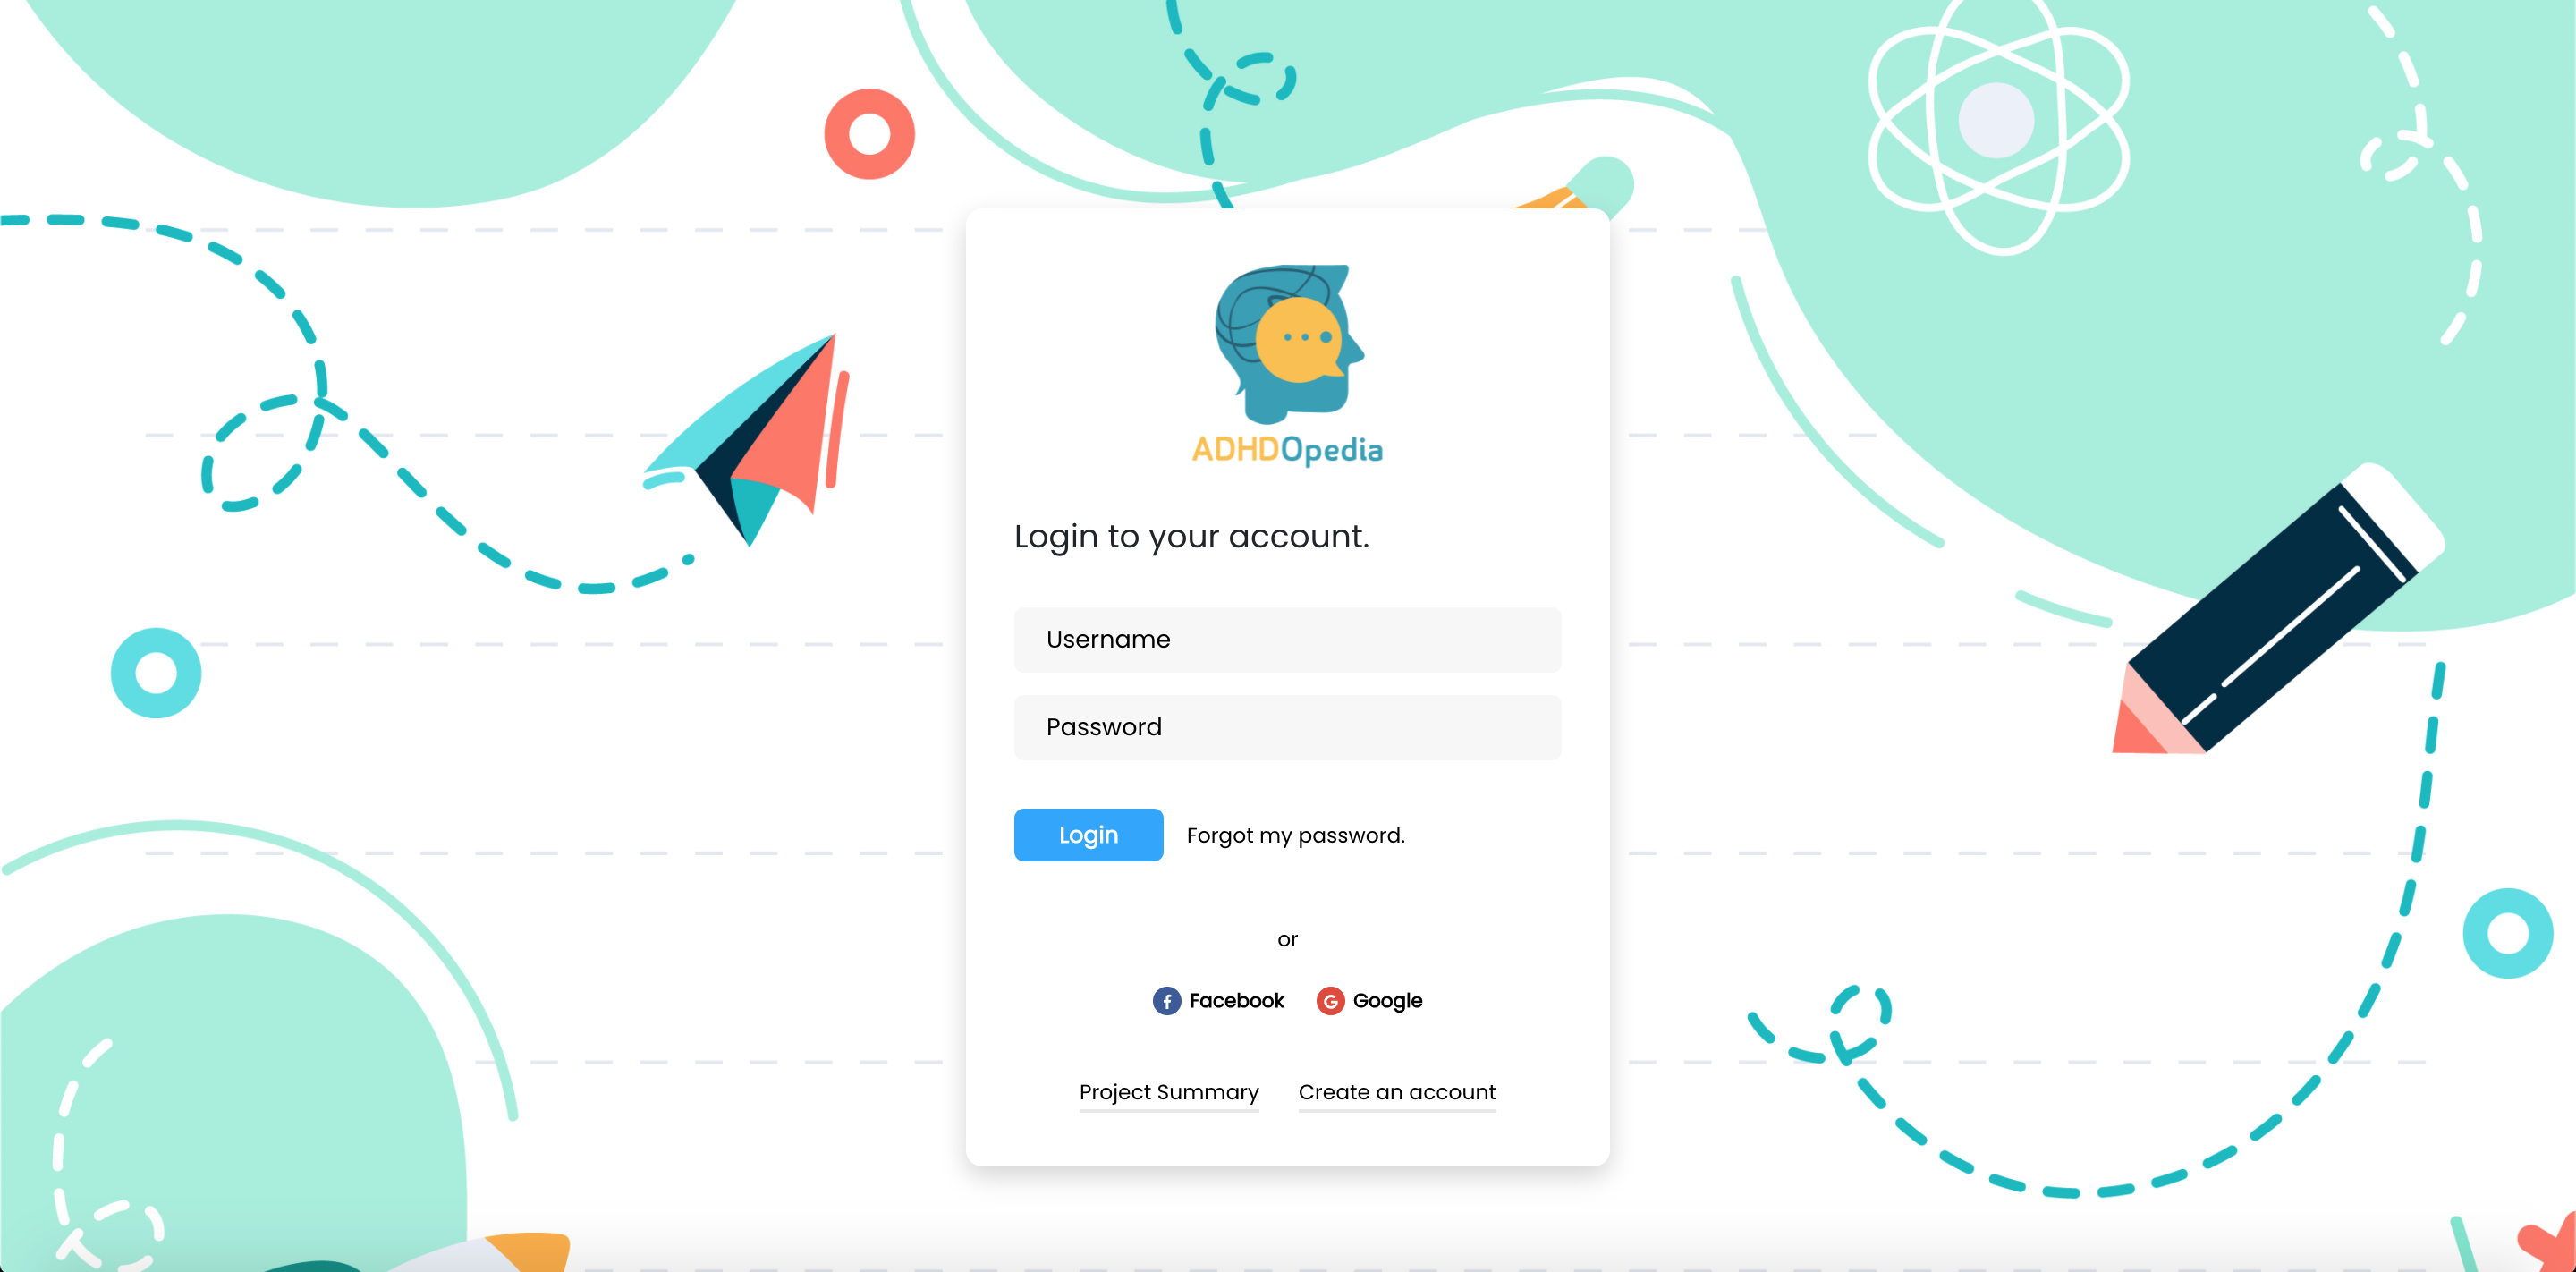 ADHDOpedia
Login to your account.
Username
Password
Login Forgot my password.
or
Facebook Google
Project Summary Create an account